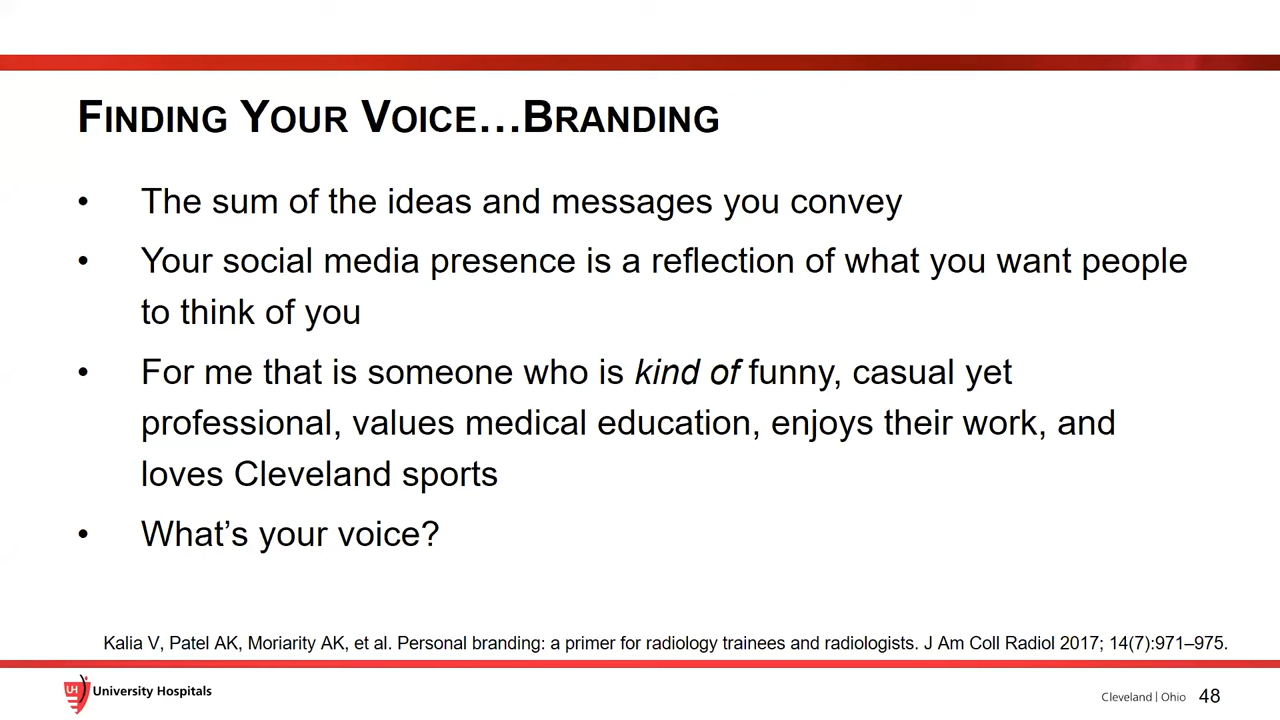 Finding Your Voice…Branding
• The sum of the ideas and messages you convey
• Your social media presence is a reflection of what you want people
to think of you
• For me that is someone who is kind of funny, casual yet
professional, values medical education, enjoys their work, and
loves Cleveland sports
• What’s your voice?
Kalia V, Patel AK, Moriarity AK, et al. Personal branding: a primer for radiology trainees and radiologists. J Am Coll Radiol 2017; 14(7):971–975.
UH University Hospitals
Cleveland | Ohio 48